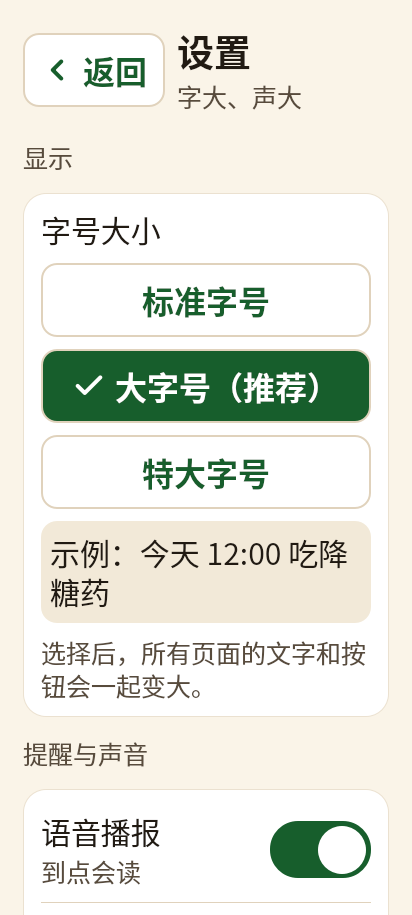 返回
设置
字大、声大
显示
字号大小
标准字号
大字号（推荐）
特大字号
示例：今天 12:00 吃降
糖药
选择后，所有页面的文字和按
钮会一起变大。
提醒与声音
语音播报
到点会读